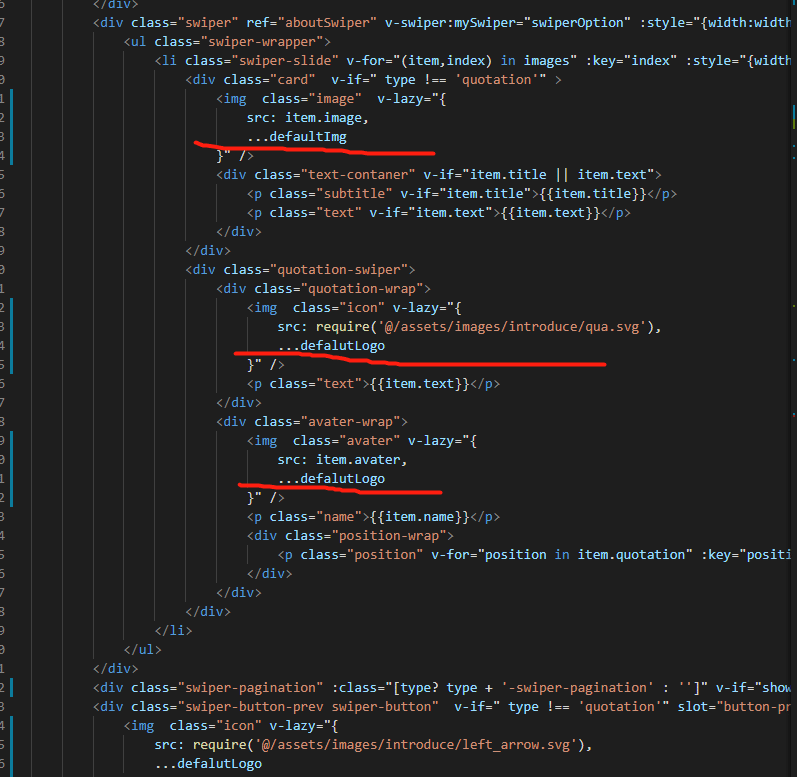 </div>
<div class="swiper" ref="aboutSwiper" v-swiper:mySwiper="swiperOption" :style="{width:width
<ul class="swiper-wrapper">
<li class="swiper-slide" v-for="(item,index) in images" :key="index" :style="{width
<div class="card"  v-if=" type !== 'quotation'" >
<img  class="image"  v-lazy="{
src: item.image,
...defaultImg
}" />
<div class="text-contaner" v-if="item.title || item.text">
<p class="subtitle" v-if="item.title">{{item.title}}</p>
<p class="text" v-if="item.text">{{item.text}}</p>
</div>
</div>
<div class="quotation-swiper">
<div class="quotation-wrap">
<img  class="icon" v-lazy="{
src: require('@/assets/images/introduce/qua.svg'),
...defalutLogo
}" />
<p class="text">{{item.text}}</p>
</div>
<div class="avater-wrap">
<img  class="avater" v-lazy="{
src: item.avater,
...defalutLogo
}" />
<p class="name">{{item.name}}</p>
<div class="position-wrap">
<p class="position" v-for="position in item.quotation" :key="positi
</div>
</div>
</div>
</li>
</ul>
</div>
<div class="swiper-pagination" :class="[type? type + '-swiper-pagination' : '']" v-if="show
<div class="swiper-button-prev swiper-button"  v-if=" type !== 'quotation'" slot="button-pr
<img  class="icon" v-lazy="{
src: require('@/assets/images/introduce/left_arrow.svg'),
...defalutLogo